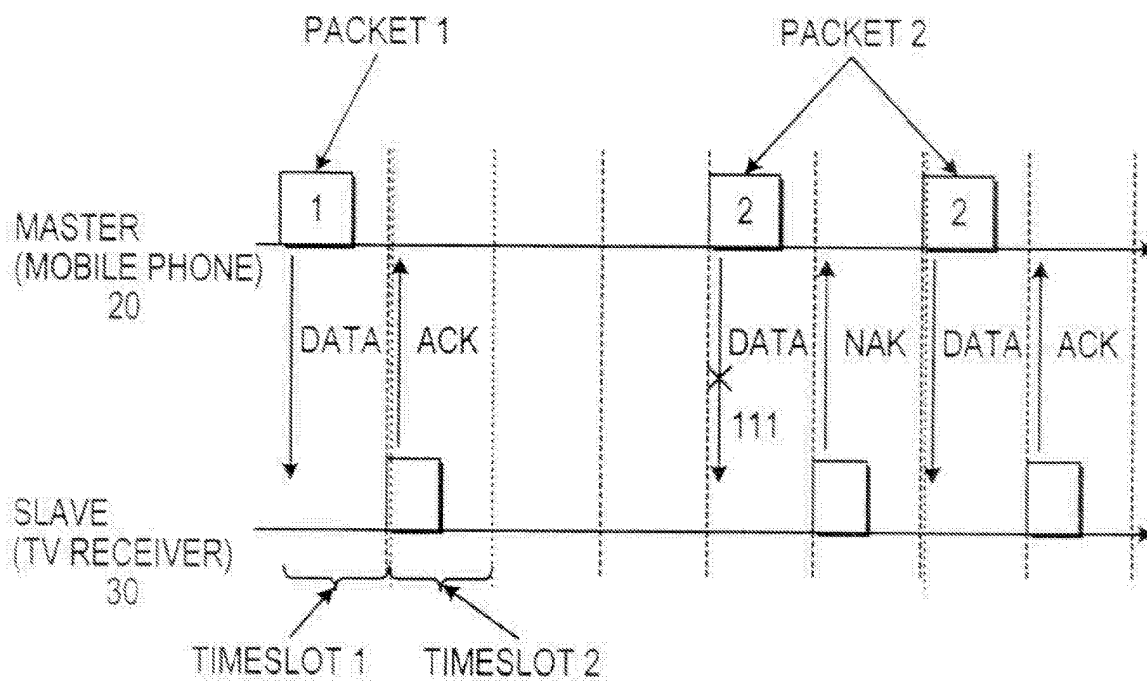 PACKET 1
PACKET 2
1
2
2
MASTER
(MOBILE PHONE)
20
DATA
ACK
DATA
NAK
DATA
ACK
111
SLAVE
(TV RECEIVER)
30
TIMESLOT 1
TIMESLOT 2